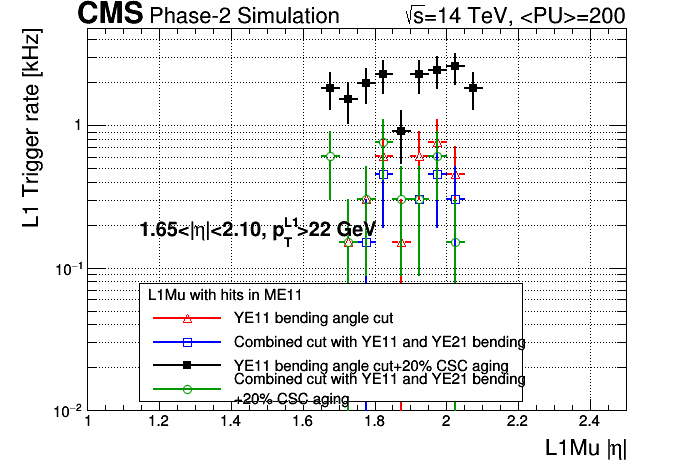 CMS Phase-2 Simulation √s=14 TeV, <PU>=200
L1 Trigger rate [kHz]
1
10⁻¹
10⁻²
1.65<|η|<2.10, p_T^L1>22 GeV
L1Mu with hits in ME11
YE11 bending angle cut
Combined cut with YE11 and YE21 bending
YE11 bending angle cut+20% CSC aging
Combined cut with YE11 and YE21 bending
+20% CSC aging
1 1.2 1.4 1.6 1.8 2 2.2 2.4
L1Mu |η|